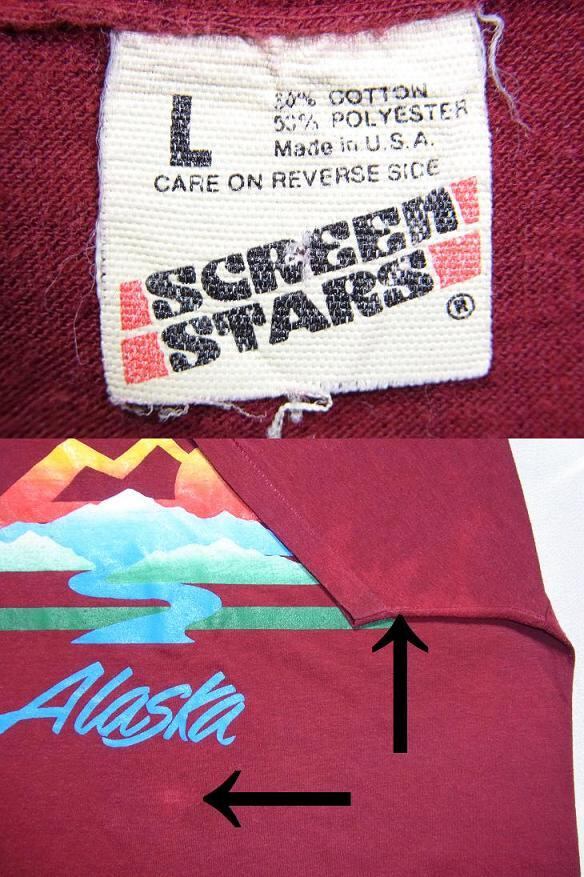 L
50% COTTON
50% POLYESTER
Made in U.S.A.
CARE ON REVERSE SIDE
SCREEN
STARS
®
Alaska